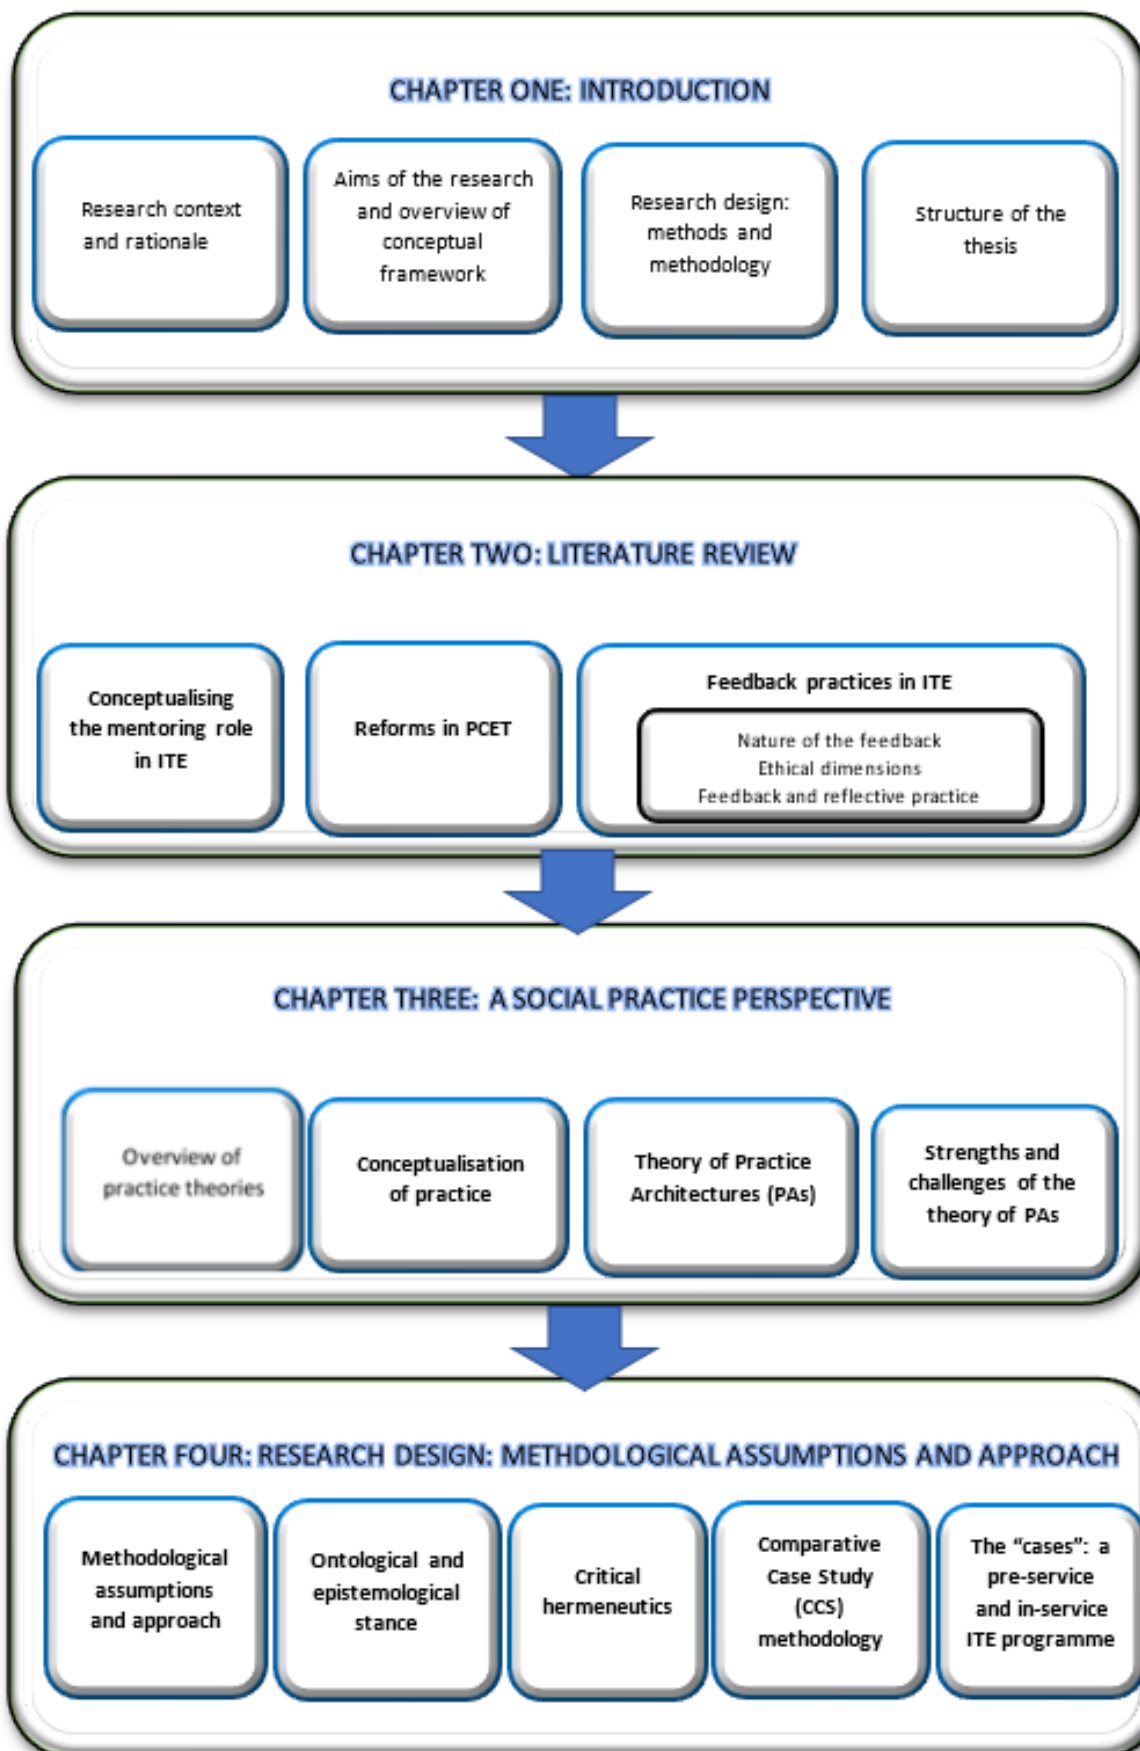 CHAPTER ONE: INTRODUCTION
Research context
and rationale
Aims of the research
and overview of
conceptual
framework
Research design:
methods and
methodology
Structure of the
thesis
CHAPTER TWO: LITERATURE REVIEW
Conceptualising
the mentoring role
in ITE
Reforms in PCET
Feedback practices in ITE
Nature of the feedback
Ethical dimensions
Feedback and reflective practice
CHAPTER THREE: A SOCIAL PRACTICE PERSPECTIVE
Overview of
practice theories
Conceptualisation
of practice
Theory of Practice
Architectures (PAs)
Strengths and
challenges of the
theory of PAs
CHAPTER FOUR: RESEARCH DESIGN: METHDOLOGICAL ASSUMPTIONS AND APPROACH
Methodological
assumptions
and approach
Ontological and
epistemological
stance
Critical
hermeneutics
Comparative
Case Study
(CCS)
methodology
The “cases”: a
pre-service
and in-service
ITE programme